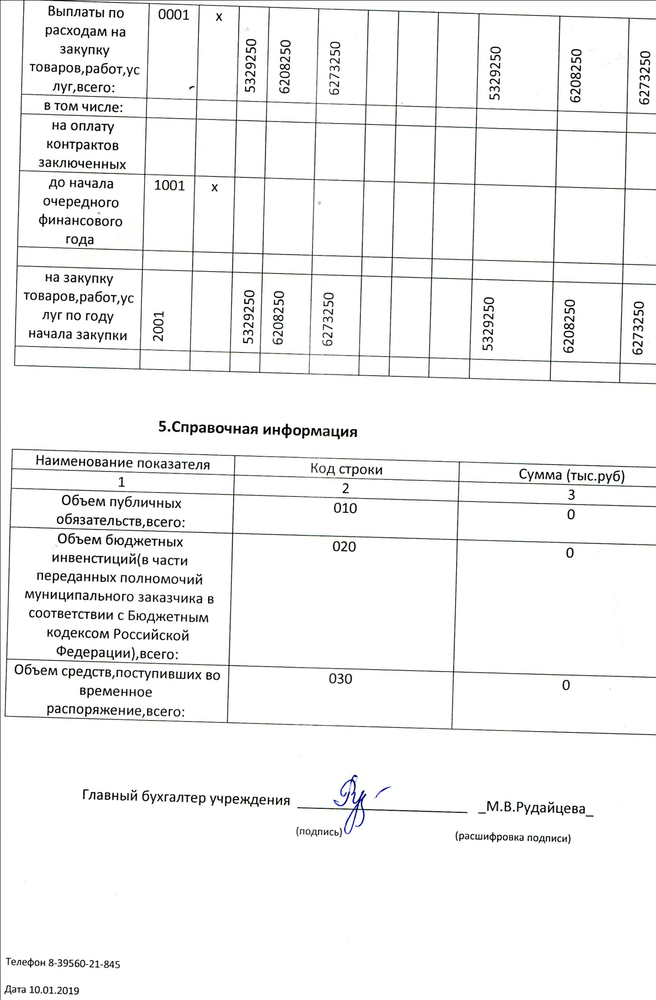 Выплаты по
расходам на
закупку
товаров,работ,ус
луг,всего:
0001
х
5329250
6208250
6273250
5329250
6208250
6273250
в том числе:
на оплату
контрактов
заключенных
до начала
очередного
финансового
года
1001
х
на закупку
товаров,работ,ус
луг по году
начала закупки
2001
5329250
6208250
6273250
5329250
6208250
6273250
5.Справочная информация
Наименование показателя
Код строки
Сумма (тыс.руб)
1
2
3
Объем публичных
обязательств,всего:
010
0
Объем бюджетных
инвенстиций(в части
переданных полномочий
муниципального заказчика в
соответствии с Бюджетным
кодексом Российской
Федерации),всего:
020
0
Объем средств,поступивших во
временное
распоряжение,всего:
030
0
Главный бухгалтер учреждения _М.В.Рудайцева_
(подпись) (расшифровка подписи)
Телефон 8-39560-21-845
Дата 10.01.2019